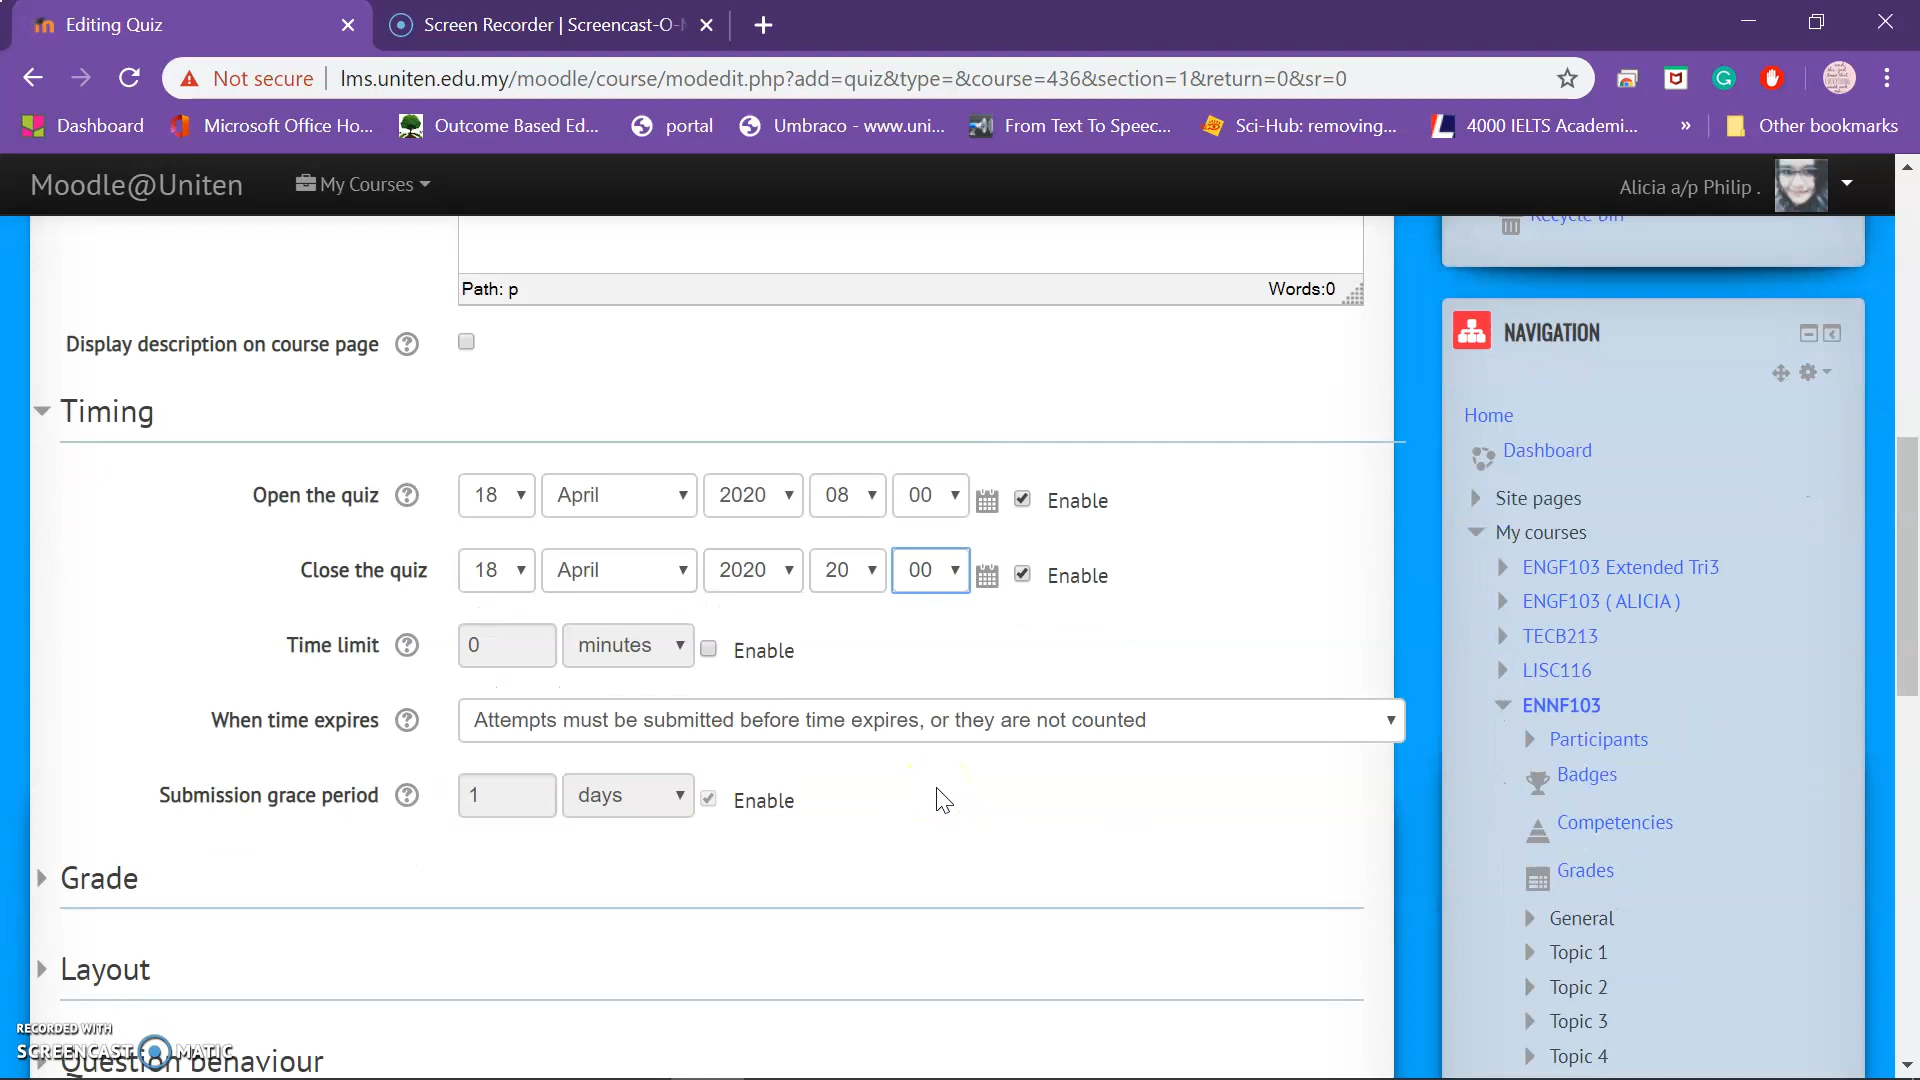 Editing Quiz
Screen Recorder | Screencast-O-
Not secure
lms.uniten.edu.my/moodle/course/modedit.php?add=quiz&type=&course=436&section=1&return=0&sr=0
Dashboard
Microsoft Office Ho...
Outcome Based Ed...
portal
Umbraco - www.uni...
From Text To Speec...
Sci-Hub: removing...
4000 IELTS Academi...
»
Other bookmarks
Moodle@Uniten
My Courses
Alicia a/p Philip .
Recycle bin
Path: p
Words:0
Display description on course page
Timing
Open the quiz
18
April
2020
08
00
Enable
Close the quiz
18
April
2020
20
00
Enable
Time limit
0
minutes
Enable
When time expires
Attempts must be submitted before time expires, or they are not counted
Submission grace period
1
days
Enable
Grade
Layout
Question behaviour
RECORDED WITH
SCREENCAST MATIC
NAVIGATION
Home
Dashboard
Site pages
My courses
ENGF103 Extended Tri3
ENGF103 ( ALICIA )
TECB213
LISC116
ENNF103
Participants
Badges
Competencies
Grades
General
Topic 1
Topic 2
Topic 3
Topic 4